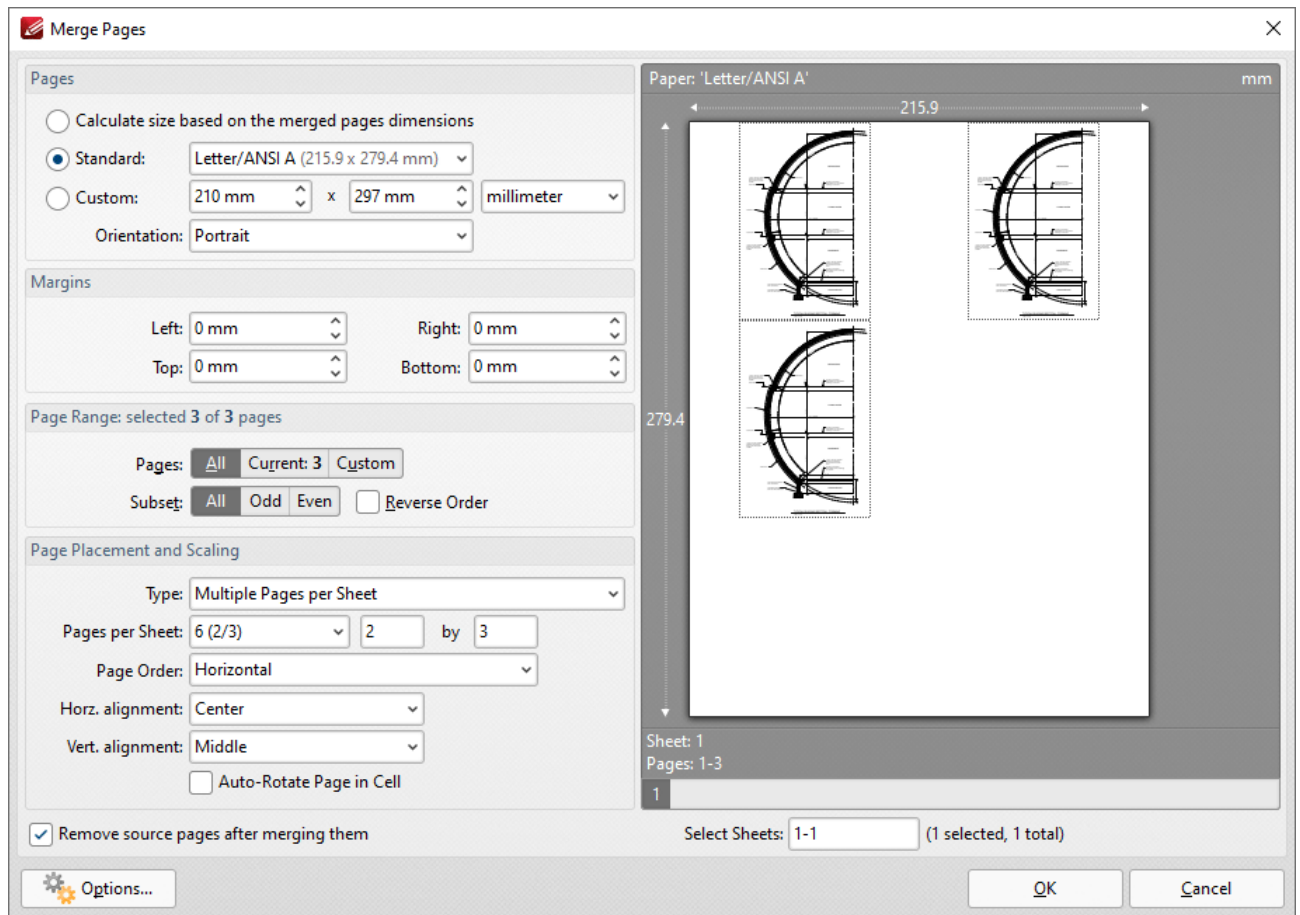 Merge Pages
Pages
Calculate size based on the merged pages dimensions
Standard: Letter/ANSI A (215.9 x 279.4 mm)
Custom: 210 mm x 297 mm millimeter
Orientation: Portrait
Margins
Left: 0 mm Right: 0 mm
Top: 0 mm Bottom: 0 mm
Page Range: selected 3 of 3 pages
Pages: All Current: 3 Custom
Subset: All Odd Even Reverse Order
Page Placement and Scaling
Type: Multiple Pages per Sheet
Pages per Sheet: 6 (2/3) 2 by 3
Page Order: Horizontal
Horz. alignment: Center
Vert. alignment: Middle
Auto-Rotate Page in Cell
Remove source pages after merging them
Paper: 'Letter/ANSI A' mm
215.9
279.4
Sheet: 1
Pages: 1-3
1
Select Sheets: 1-1 (1 selected, 1 total)
Options...
OK Cancel